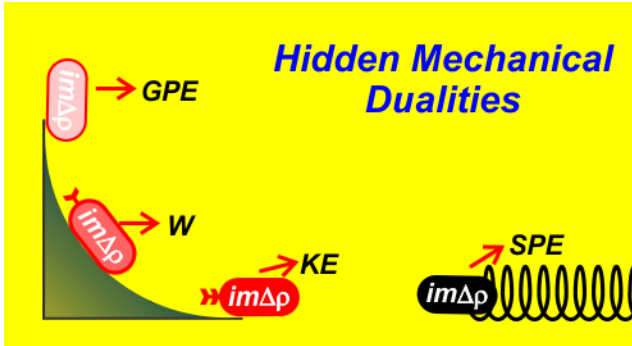 Hidden Mechanical
Dualities
imΔρ
GPE
imΔρ
W
imΔρ
KE
imΔρ
SPE